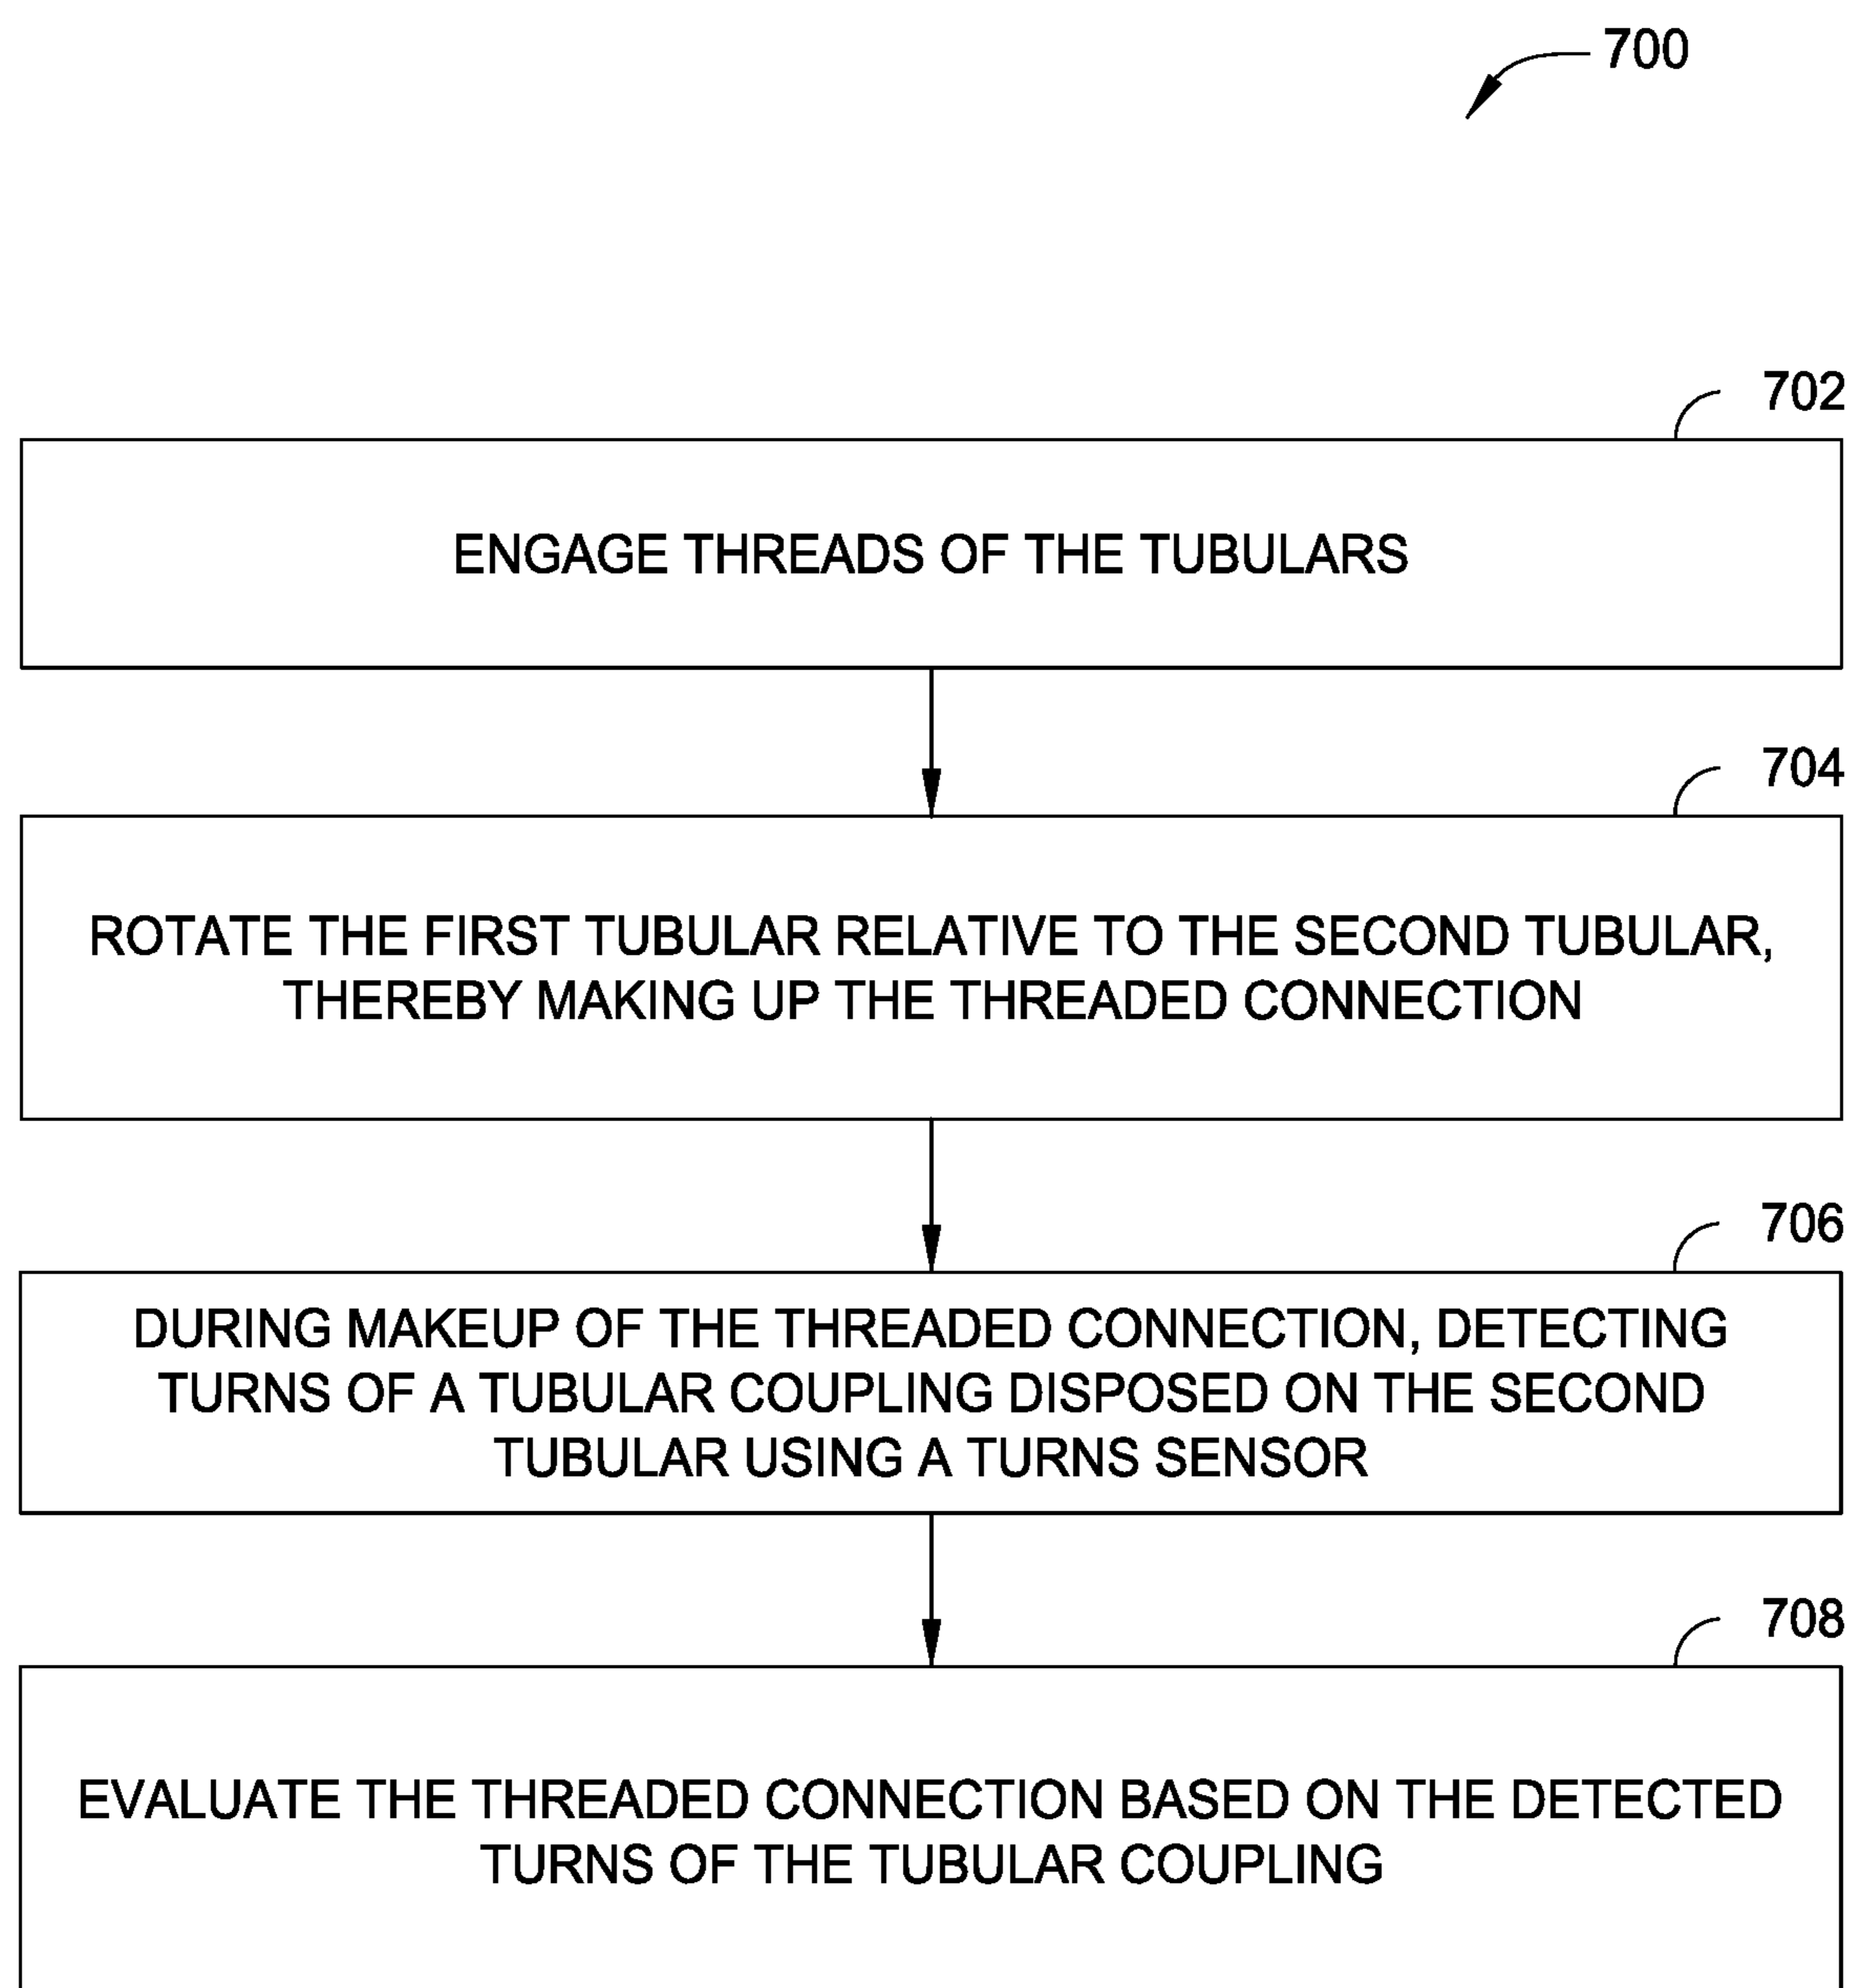 700
702
ENGAGE THREADS OF THE TUBULARS
704
ROTATE THE FIRST TUBULAR RELATIVE TO THE SECOND TUBULAR,
THEREBY MAKING UP THE THREADED CONNECTION
706
DURING MAKEUP OF THE THREADED CONNECTION, DETECTING
TURNS OF A TUBULAR COUPLING DISPOSED ON THE SECOND
TUBULAR USING A TURNS SENSOR
708
EVALUATE THE THREADED CONNECTION BASED ON THE DETECTED
TURNS OF THE TUBULAR COUPLING